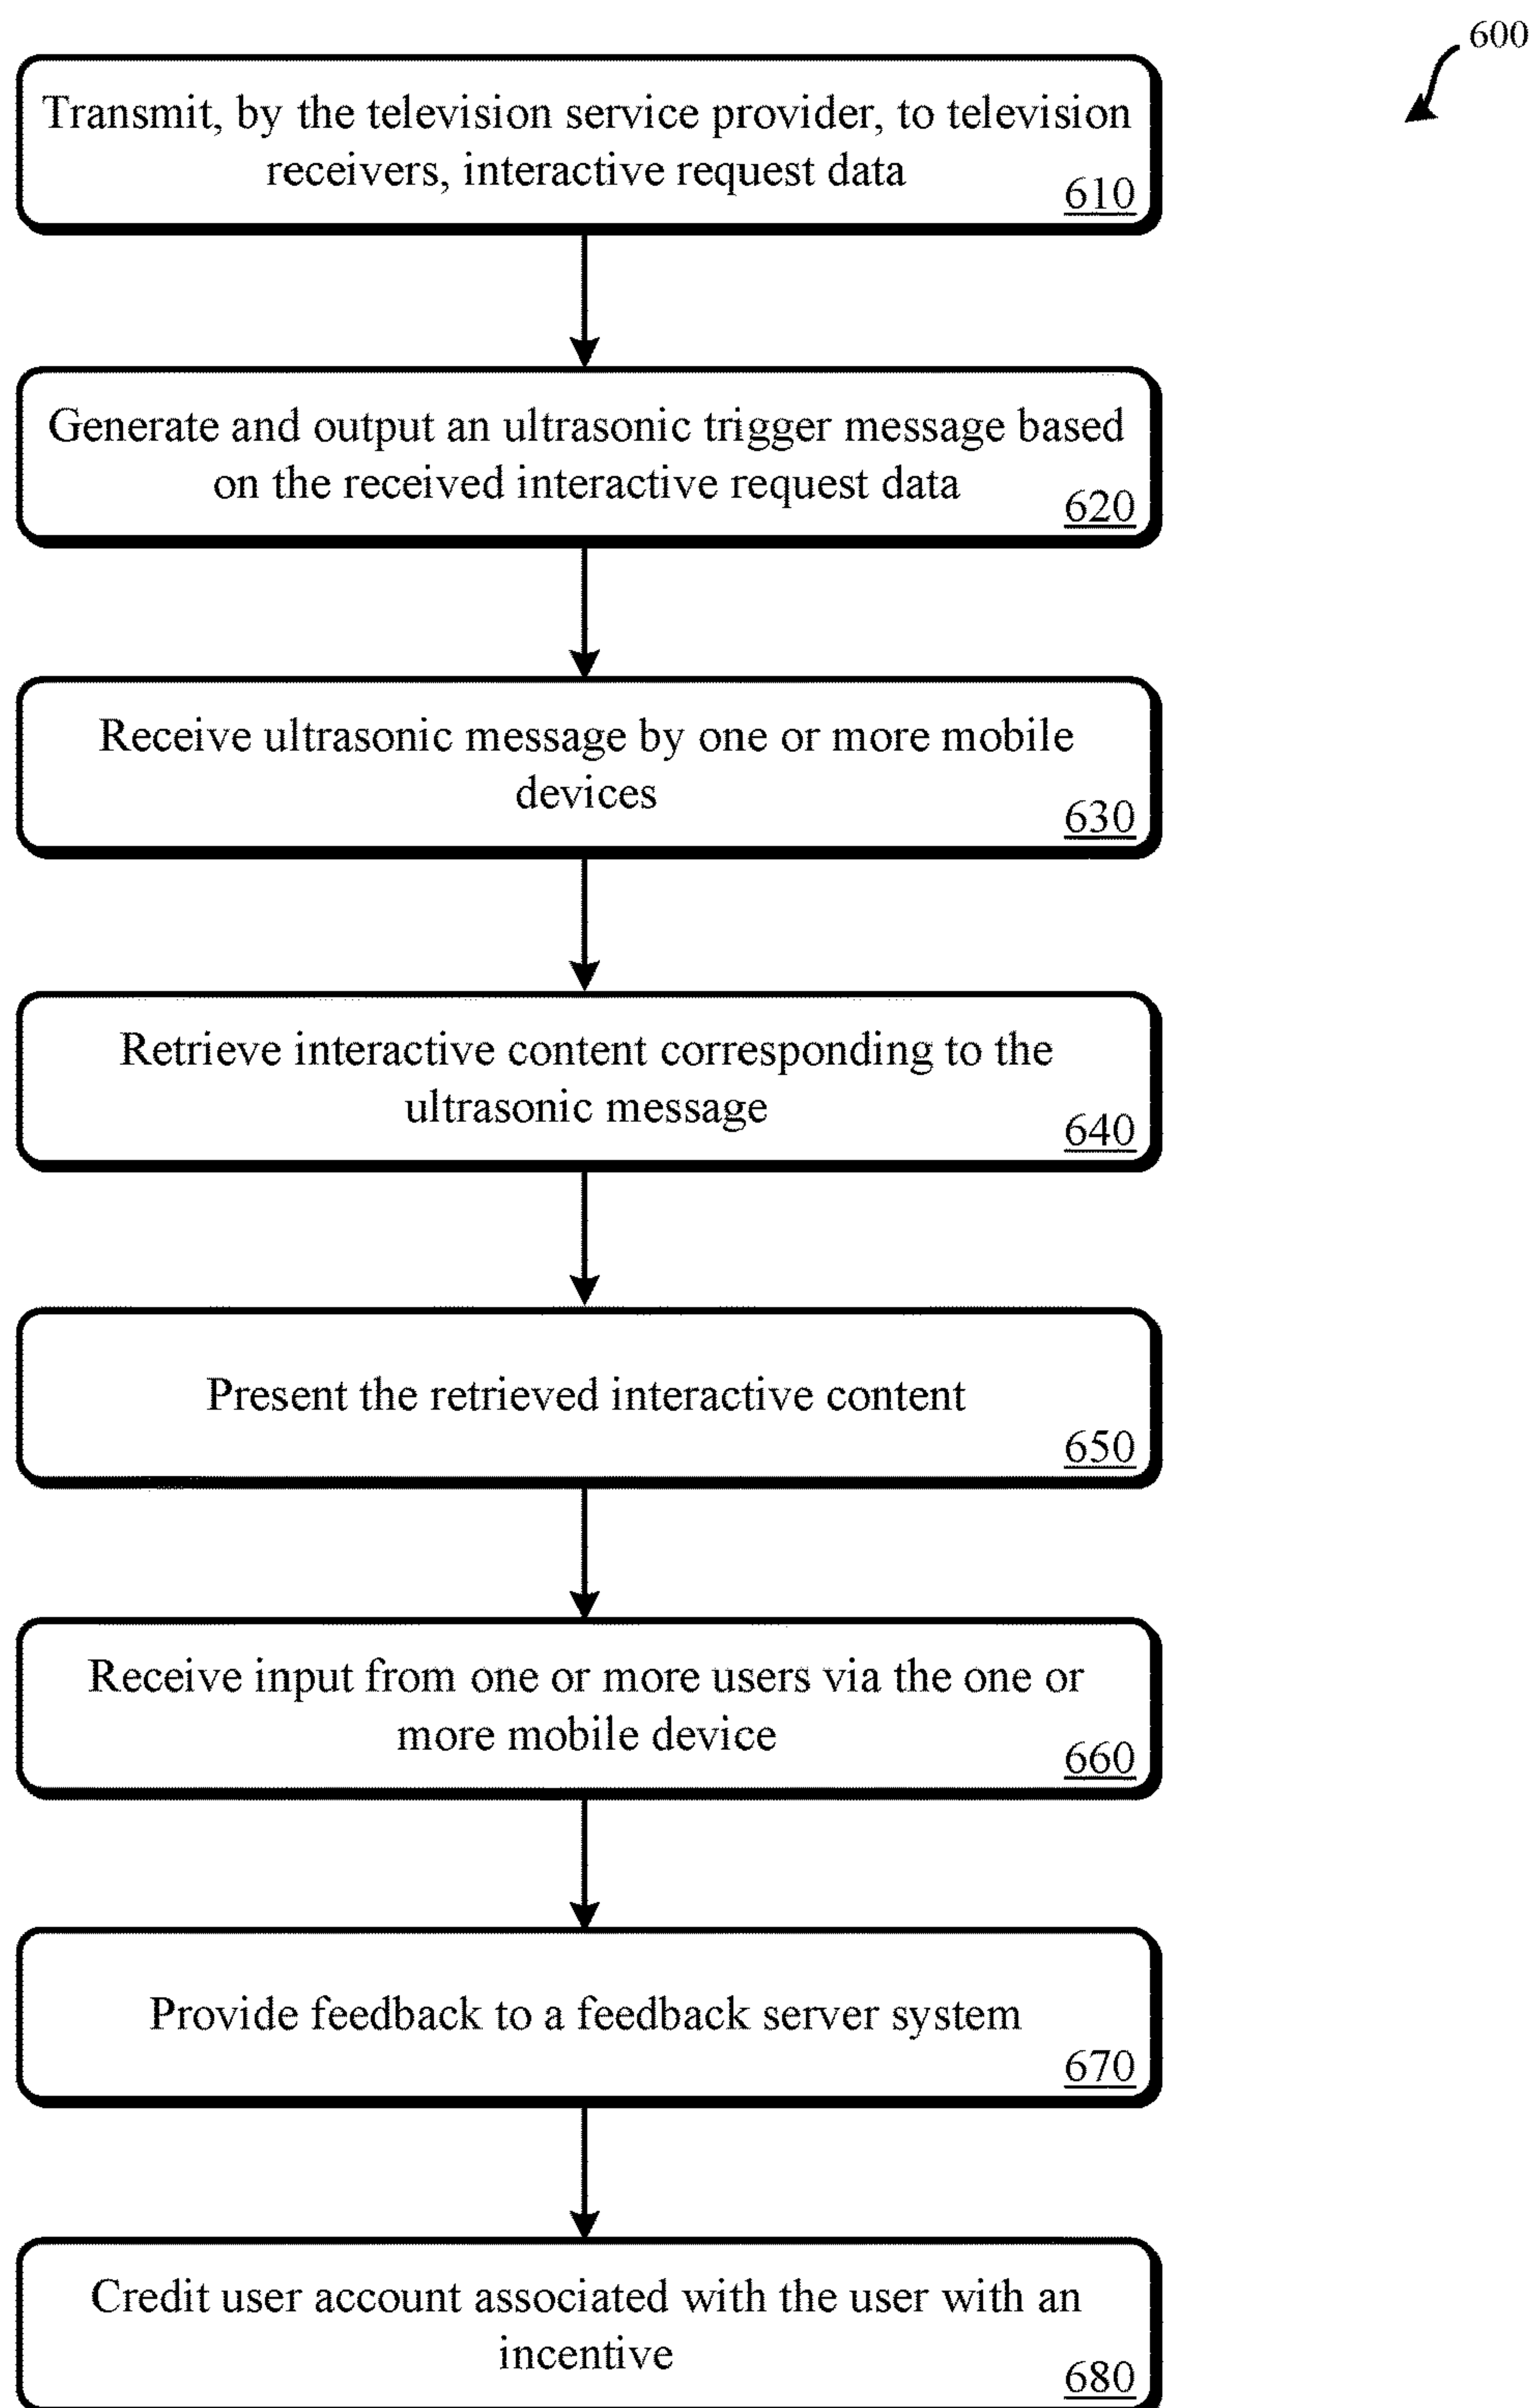 600
Transmit, by the television service provider, to television
receivers, interactive request data
610
Generate and output an ultrasonic trigger message based
on the received interactive request data
620
Receive ultrasonic message by one or more mobile
devices
630
Retrieve interactive content corresponding to the
ultrasonic message
640
Present the retrieved interactive content
650
Receive input from one or more users via the one or
more mobile device
660
Provide feedback to a feedback server system
670
Credit user account associated with the user with an
incentive
680